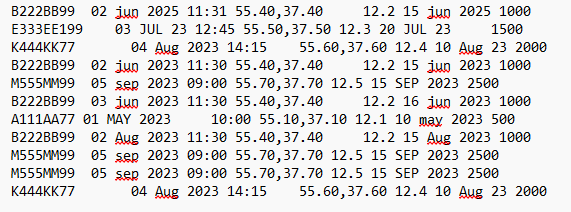 B222BB99 02 jun 2025 11:31 55.40,37.40 12.2 15 jun 2025 1000
E333EE199 03 JUL 23 12:45 55.50,37.50 12.3 20 JUL 23 1500
K444KK77 04 Aug 2023 14:15 55.60,37.60 12.4 10 Aug 23 2000
B222BB99 02 jun 2023 11:30 55.40,37.40 12.2 15 jun 2023 1000
M555MM99 05 sep 2023 09:00 55.70,37.70 12.5 15 SEP 2023 2500
B222BB99 03 jun 2023 11:30 55.40,37.40 12.2 16 jun 2023 1000
A111AA77 01 MAY 2023 10:00 55.10,37.10 12.1 10 may 2023 500
B222BB99 02 Aug 2023 11:30 55.40,37.40 12.2 15 Aug 2023 1000
M555MM99 05 sep 2023 09:00 55.70,37.70 12.5 15 SEP 2023 2500
M555MM99 05 sep 2023 09:00 55.70,37.70 12.5 15 SEP 2023 2500
K444KK77 04 Aug 2023 14:15 55.60,37.60 12.4 10 Aug 23 2000